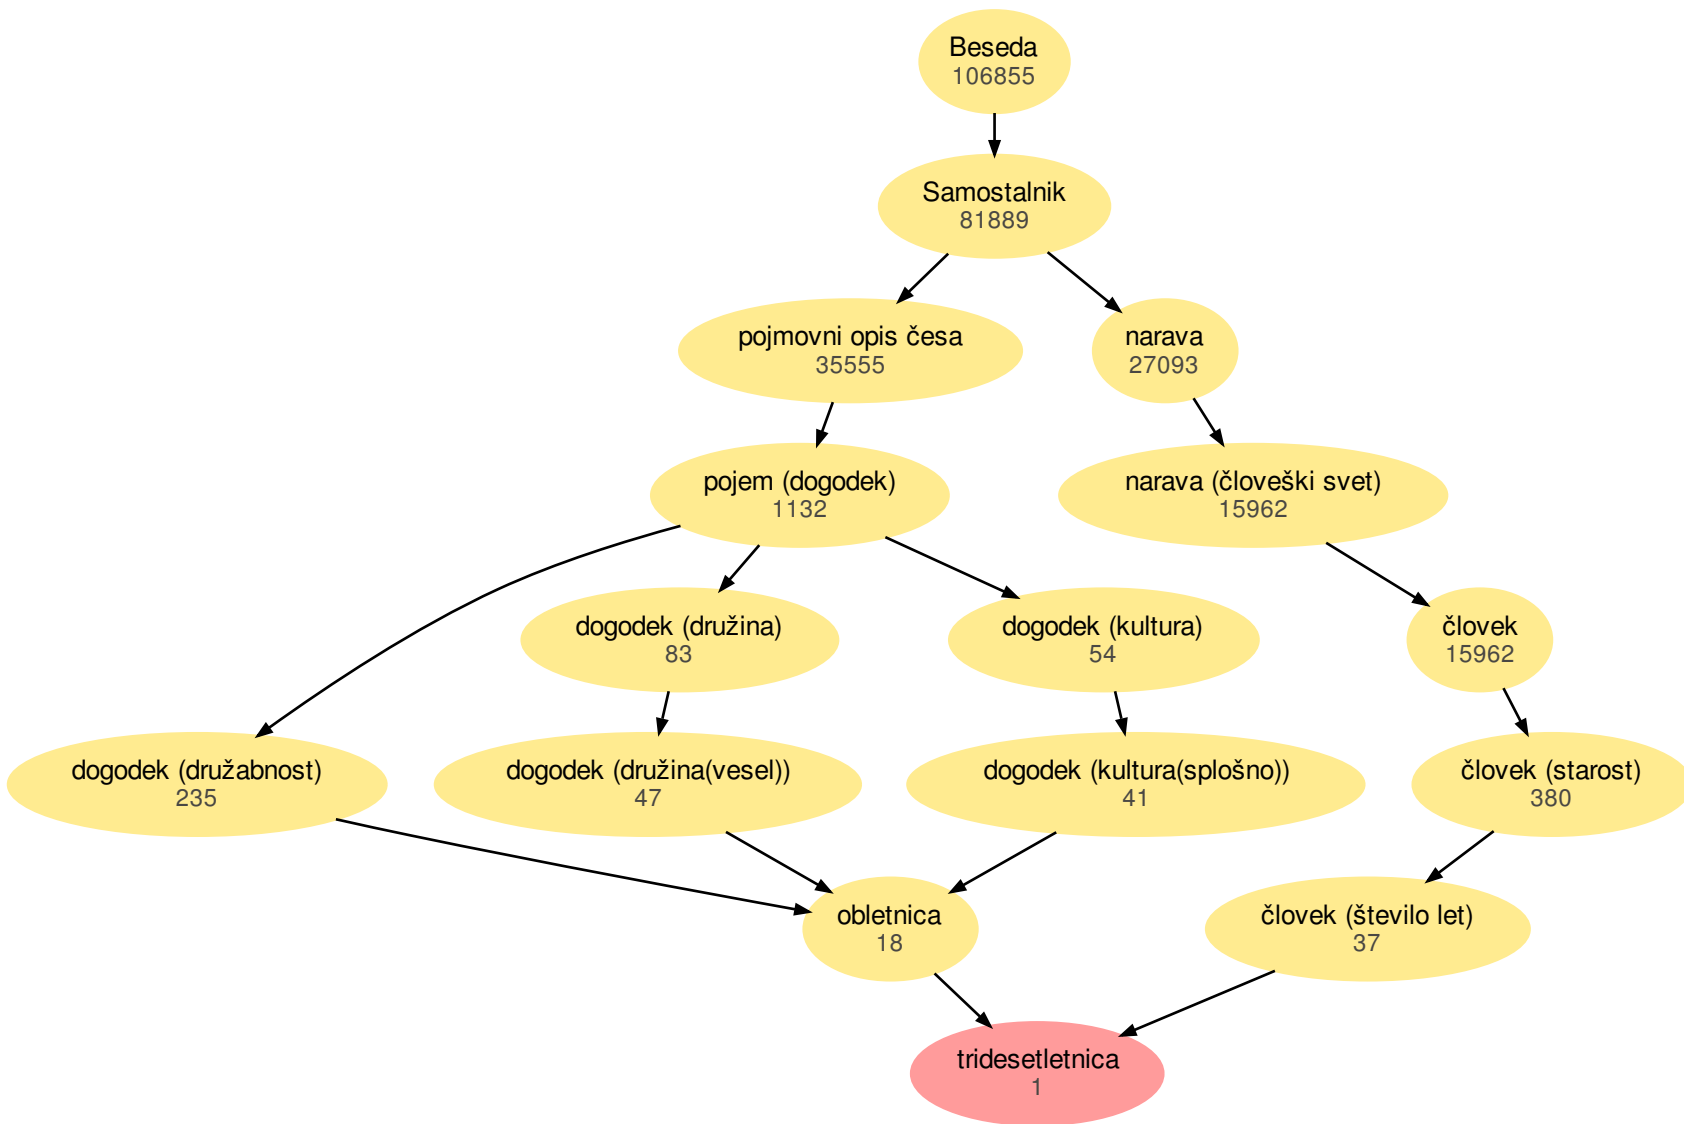 Beseda
106855
Samostalnik
81889
pojmovni opis česa
35555
narava
27093
pojem (dogodek)
1132
narava (človeški svet)
15962
dogodek (družina)
83
dogodek (kultura)
54
človek
15962
dogodek (družabnost)
235
dogodek (družina(vesel))
47
dogodek (kultura(splošno))
41
človek (starost)
380
obletnica
18
človek (število let)
37
tridesetletnica
1